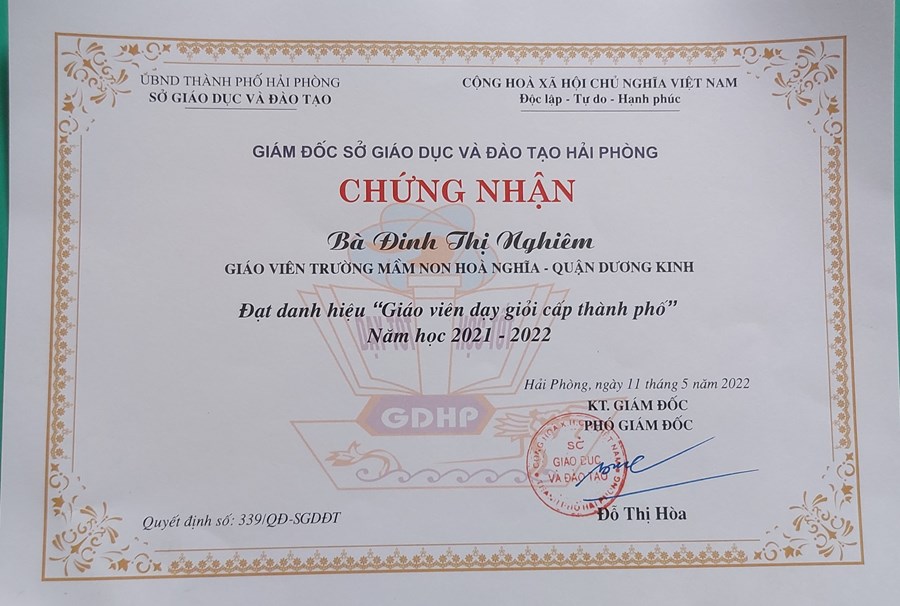 UBND THÀNH PHỐ HẢI PHÒNG
SỞ GIÁO DỤC VÀ ĐÀO TẠO
CỘNG HOÀ XÃ HỘI CHỦ NGHĨA VIỆT NAM
Độc lập - Tự do - Hạnh phúc
GIÁM ĐỐC SỞ GIÁO DỤC VÀ ĐÀO TẠO HẢI PHÒNG
CHỨNG NHẬN
Bà Đinh Thị Nghiêm
GIÁO VIÊN TRƯỜNG MẦM NON HOÀ NGHĨA - QUẬN DƯƠNG KINH
Đạt danh hiệu “Giáo viên dạy giỏi cấp thành phố”
DẠY TỐT HỌC TỐT
Năm học 2021 - 2022
Hải Phòng, ngày 11 tháng 5 năm 2022
KT. GIÁM ĐỐC
PHÓ GIÁM ĐỐC
GDHP
SỞ
GIÁO DỤC
VÀ ĐÀO TẠO
Đỗ Thị Hòa
Quyết định số: 339/QĐ-SGDĐT